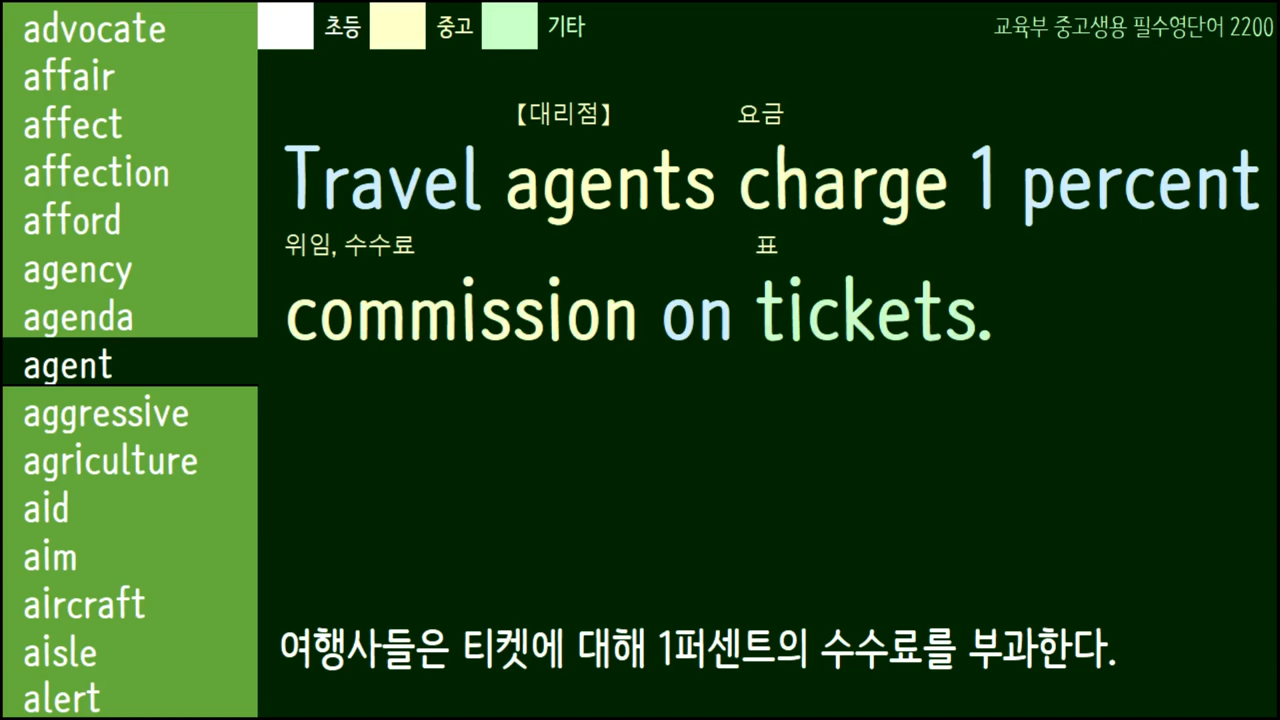 advocate
affair
affect
affection
afford
agency
agenda
agent
aggressive
agriculture
aid
aim
aircraft
aisle
alert
초등 중고 기타
교육부 중고생용 필수영단어 2200
【대리점】 요금
Travel agents charge 1 percent
위임, 수수료 표
commission on tickets.
여행사들은 티켓에 대해 1퍼센트의 수수료를 부과한다.